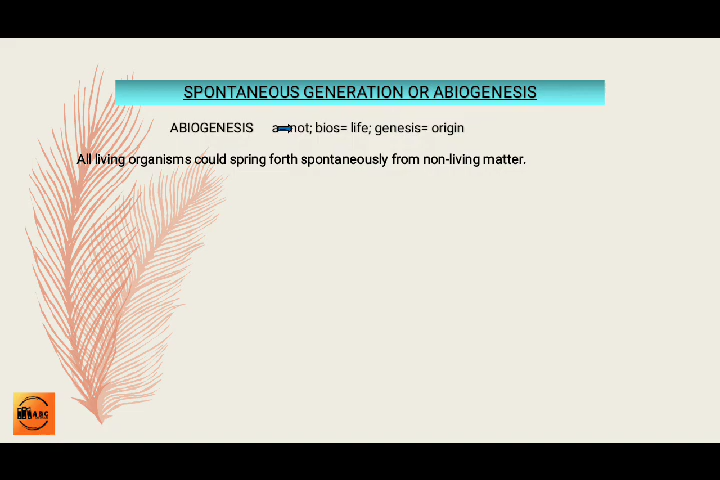 SPONTANEOUS GENERATION OR ABIOGENESIS
ABIOGENESIS a=not; bios= life; genesis= origin
All living organisms could spring forth spontaneously from non-living matter.